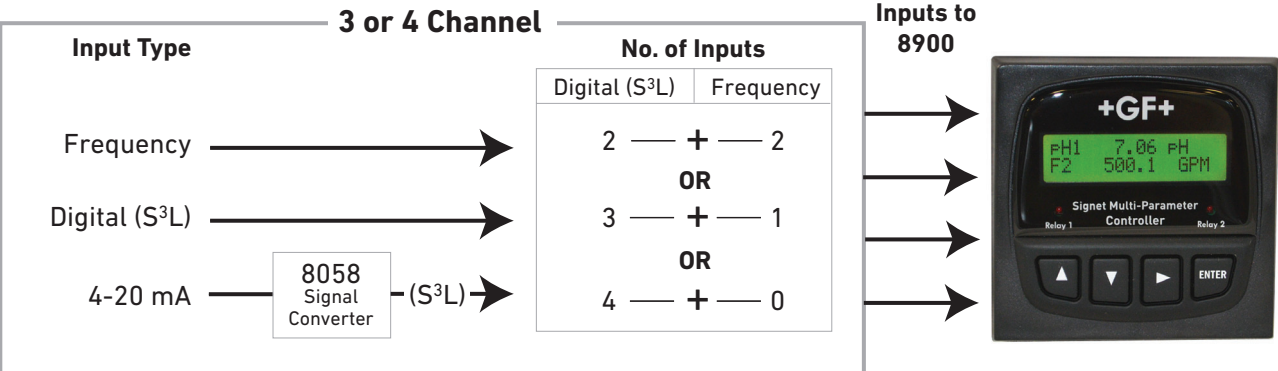 3 or 4 Channel
Inputs to
8900
Input Type
No. of Inputs
Digital (S³L) Frequency
Frequency
2 + 2
OR
Digital (S³L)
3 + 1
OR
4-20 mA
8058
Signal
Converter
(S³L)
4 + 0
+GF+
pH1 7.06 pH
F2 500.1 GPM
Signet Multi-Parameter
Controller
Relay 1
Relay 2
ENTER